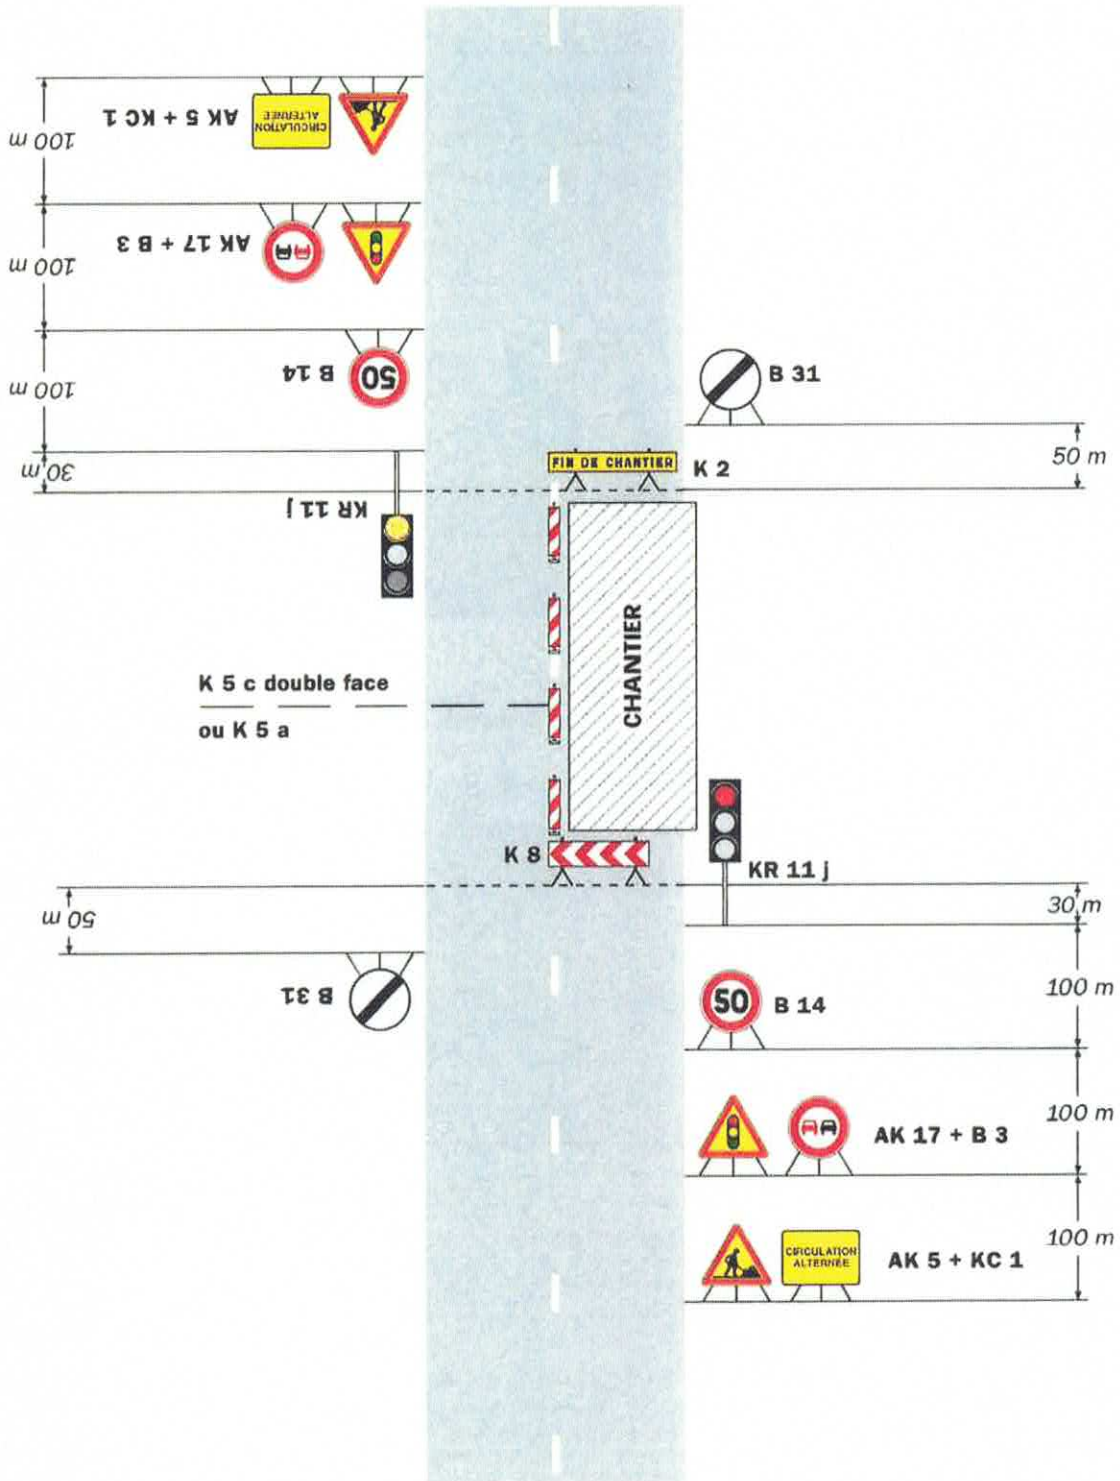 AK 5 + KC 1
CIRCULATION
ALTERNÉE
100 m
AK 17 + B 3
100 m
B 14
50
100 m
B 31
30 m
FIN DE CHANTIER
K 2
50 m
KR 11 j
CHANTIER
K 5 c double face
ou K 5 a
K 8
KR 11 j
50 m
30 m
B 31
50
B 14
100 m
AK 17 + B 3
100 m
CIRCULATION
ALTERNÉE
AK 5 + KC 1
100 m